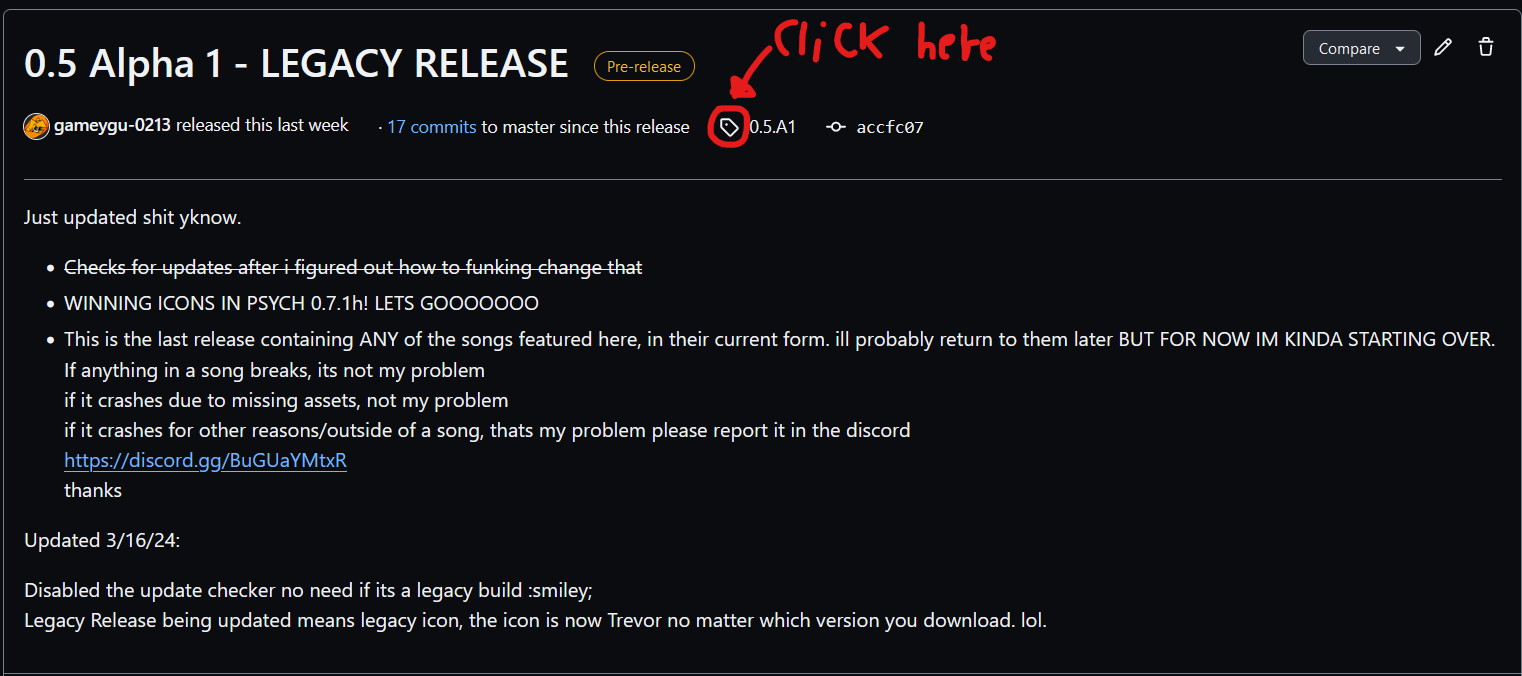 Click here
0.5 Alpha 1 - LEGACY RELEASE Pre-release Compare
gameygu-0213 released this last week · 17 commits to master since this release 0.5.A1 accfc07
Just updated shit yknow.
• Checks for updates after i figured out how to funking change that
• WINNING ICONS IN PSYCH 0.7.1h! LETS GOOOOOOO
• This is the last release containing ANY of the songs featured here, in their current form. ill probably return to them later BUT FOR NOW IM KINDA STARTING OVER.
If anything in a song breaks, its not my problem
if it crashes due to missing assets, not my problem
if it crashes for other reasons/outside of a song, thats my problem please report it in the discord
https://discord.gg/BuGUaYMtxR
thanks
Updated 3/16/24:
Disabled the update checker no need if its a legacy build :smiley;
Legacy Release being updated means legacy icon, the icon is now Trevor no matter which version you download. lol.